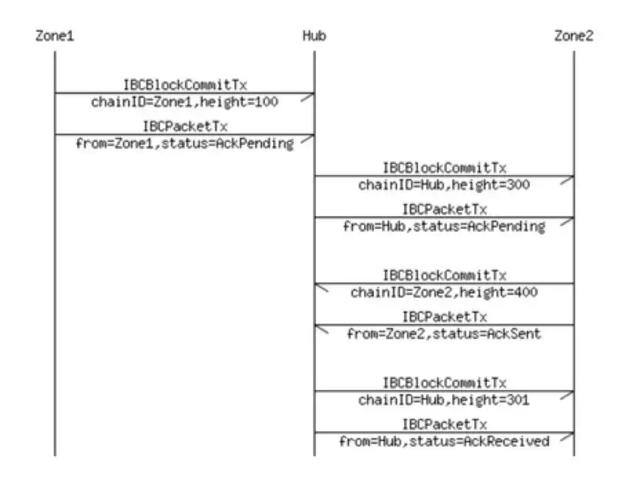 Zone1 Hub Zone2
IBCBlockCommitTx
chainID=Zone1,height=100
IBCPacketTx
from=Zone1,status=AckPending
IBCBlockCommitTx
chainID=Hub,height=300
IBCPacketTx
from=Hub,status=AckPending
IBCBlockCommitTx
chainID=Zone2,height=400
IBCPacketTx
from=Zone2,status=AckSent
IBCBlockCommitTx
chainID=Hub,height=301
IBCPacketTx
from=Hub,status=AckReceived